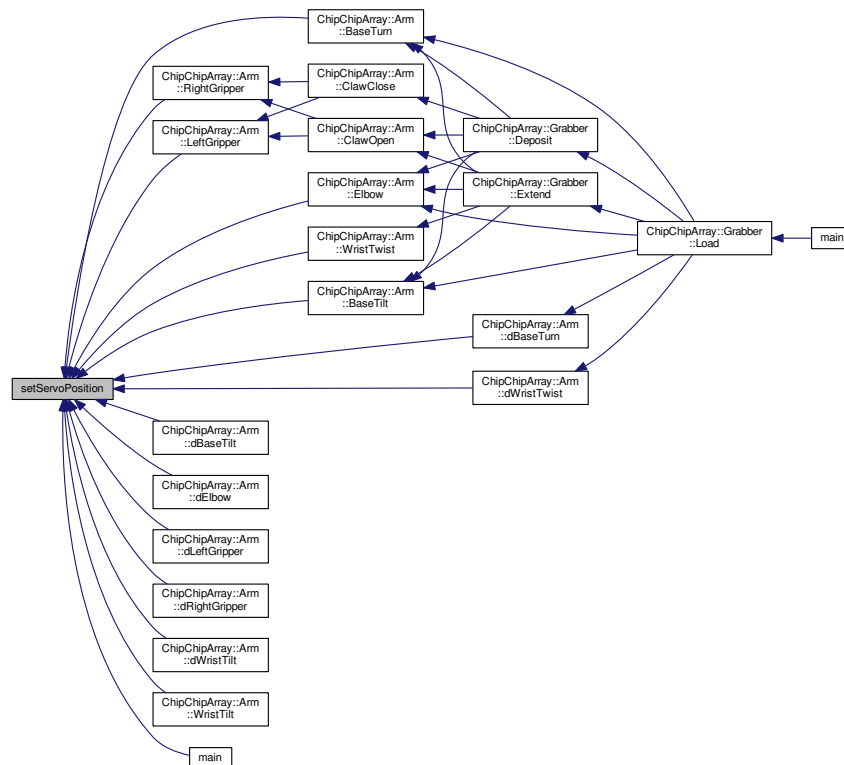 ChipChipArray::Arm
::BaseTurn
ChipChipArray::Arm
::RightGripper
ChipChipArray::Arm
::ClawClose
ChipChipArray::Arm
::LeftGripper
ChipChipArray::Arm
::ClawOpen
ChipChipArray::Grabber
::Deposit
ChipChipArray::Arm
::Elbow
ChipChipArray::Grabber
::Extend
ChipChipArray::Arm
::WristTwist
ChipChipArray::Grabber
::Load
main
ChipChipArray::Arm
::BaseTilt
ChipChipArray::Arm
::dBaseTurn
setServoPosition
ChipChipArray::Arm
::dWristTwist
ChipChipArray::Arm
::dBaseTilt
ChipChipArray::Arm
::dElbow
ChipChipArray::Arm
::dLeftGripper
ChipChipArray::Arm
::dRightGripper
ChipChipArray::Arm
::dWristTilt
ChipChipArray::Arm
::WristTilt
main